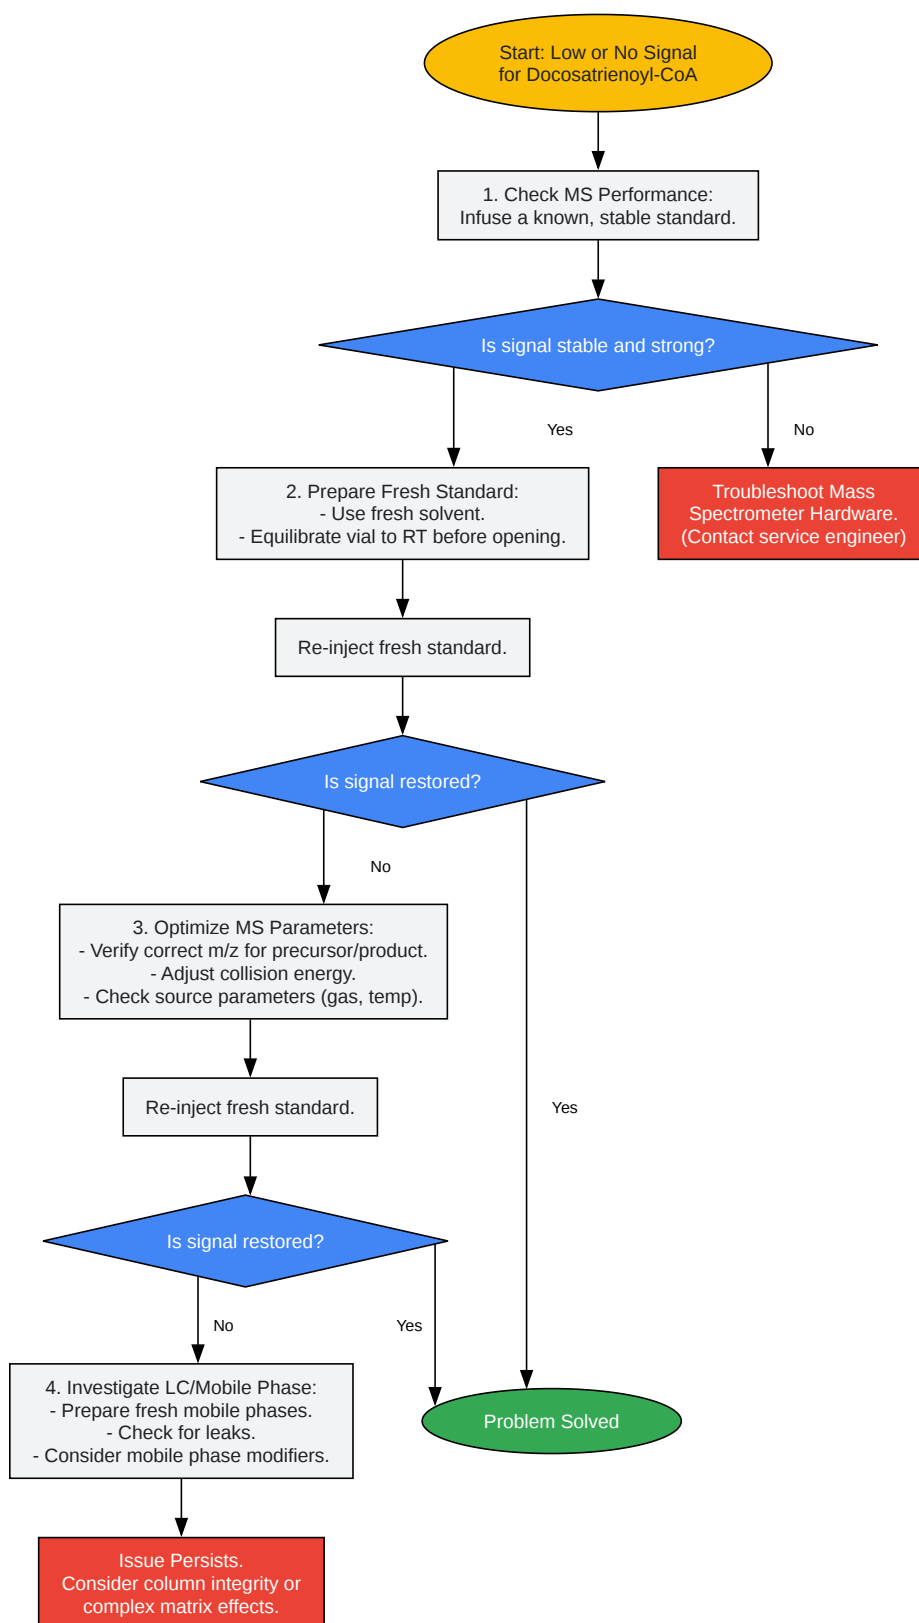 Start: Low or No Signal
for Docosatrienoyl-CoA
1. Check MS Performance:
Infuse a known, stable standard.
Is signal stable and strong?
Yes
No
2. Prepare Fresh Standard:
- Use fresh solvent.
- Equilibrate vial to RT before opening.
Troubleshoot Mass
Spectrometer Hardware.
(Contact service engineer)
Re-inject fresh standard.
Is signal restored?
No
3. Optimize MS Parameters:
- Verify correct m/z for precursor/product.
- Adjust collision energy.
- Check source parameters (gas, temp).
Re-inject fresh standard.
Yes
Is signal restored?
No
Yes
4. Investigate LC/Mobile Phase:
- Prepare fresh mobile phases.
- Check for leaks.
- Consider mobile phase modifiers.
Problem Solved
Issue Persists.
Consider column integrity or
complex matrix effects.